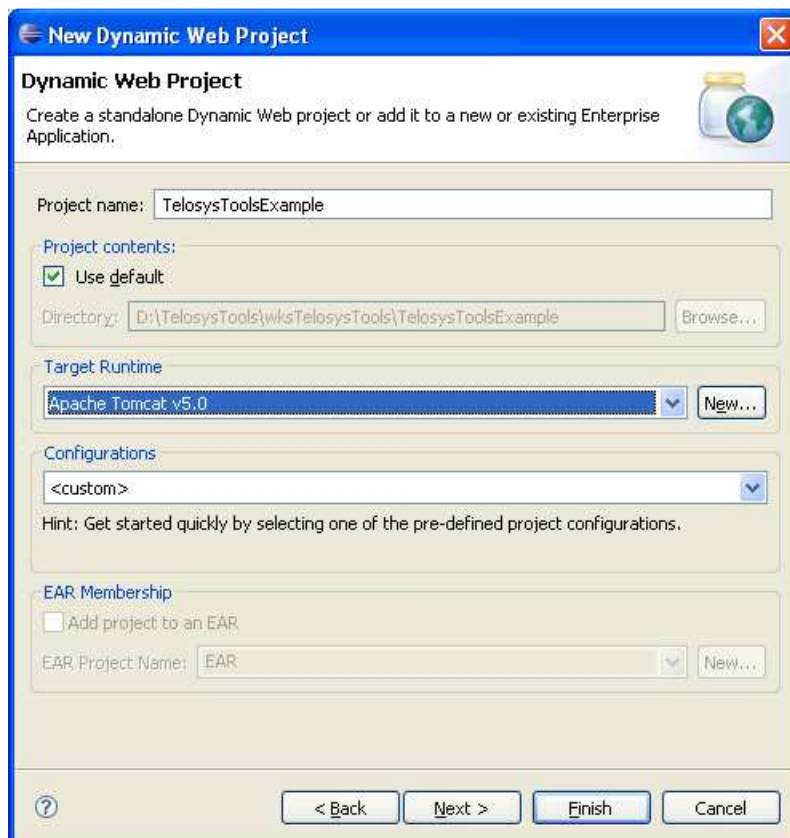 New Dynamic Web Project
Dynamic Web Project
Create a standalone Dynamic Web project or add it to a new or existing Enterprise
Application.
Project name: TelosysToolsExample
Project contents:
Use default
Directory: D:\TelosysTools\wksTelosysTools\TelosysToolsExample Browse...
Target Runtime
Apache Tomcat v5.0 New...
Configurations
<custom>
Hint: Get started quickly by selecting one of the pre-defined project configurations.
EAR Membership
Add project to an EAR
EAR Project Name: EAR New...
? < Back Next > Finish Cancel